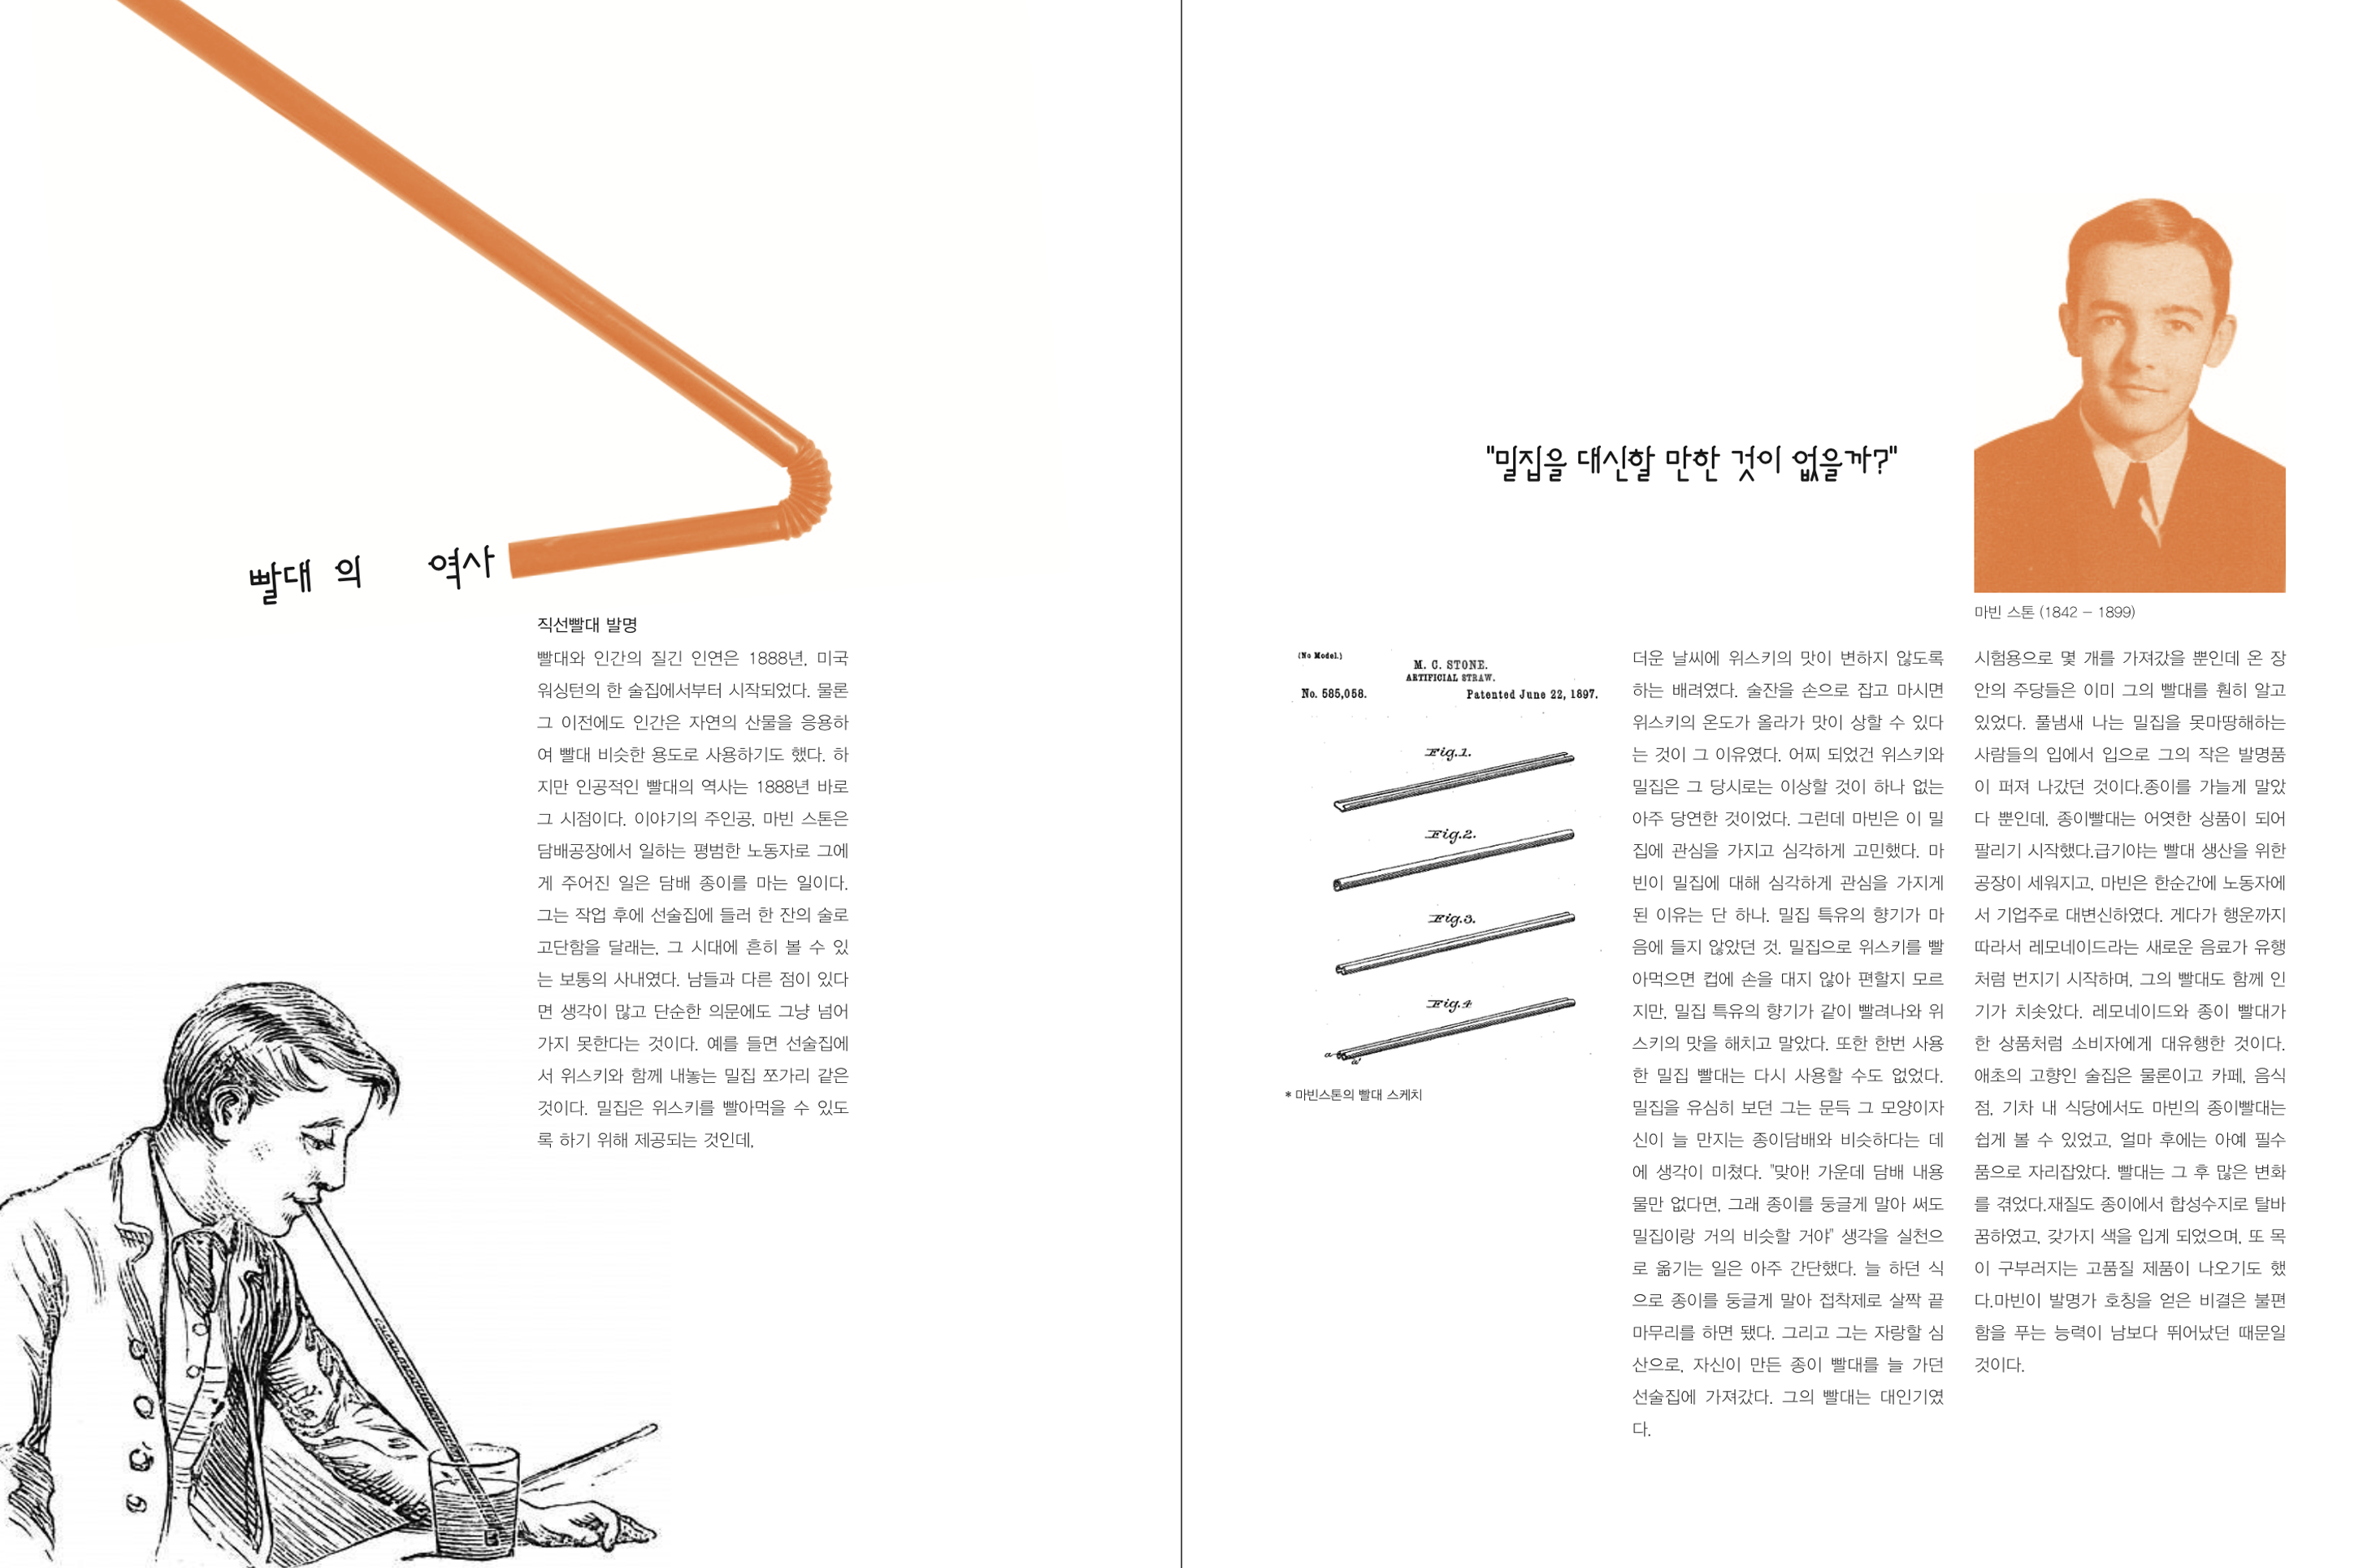 빨대 의 역사
직선빨대 발명
빨대와 인간의 질긴 인연은 1888년, 미국
워싱턴의 한 술집에서부터 시작되었다. 물론
그 이전에도 인간은 자연의 산물을 응용하
여 빨대 비슷한 용도로 사용하기도 했다. 하
지만 인공적인 빨대의 역사는 1888년 바로
그 시점이다. 이야기의 주인공, 마빈 스톤은
담배공장에서 일하는 평범한 노동자로 그에
게 주어진 일은 담배 종이를 마는 일이다.
그는 작업 후에 선술집에 들러 한 잔의 술로
고단함을 달래는, 그 시대에 흔히 볼 수 있
는 보통의 사내였다. 남들과 다른 점이 있다
면 생각이 많고 단순한 의문에도 그냥 넘어
가지 못한다는 것이다. 예를 들면 선술집에
서 위스키와 함께 내놓는 밀집 쪼가리 같은
것이다. 밀집은 위스키를 빨아먹을 수 있도
록 하기 위해 제공되는 것인데,
"밀집을 대신할 만한 것이 없을까?"
마빈 스톤 (1842 – 1899)
(No Model.)
M. C. STONE.
ARTIFICIAL STRAW.
No. 585,058.
Patented June 22, 1897.
Fig.1.
Fig.2.
Fig.3.
Fig.4
a
a'
* 마빈스톤의 빨대 스케치
더운 날씨에 위스키의 맛이 변하지 않도록
하는 배려였다. 술잔을 손으로 잡고 마시면
위스키의 온도가 올라가 맛이 상할 수 있다
는 것이 그 이유였다. 어찌 되었건 위스키와
밀집은 그 당시로는 이상할 것이 하나 없는
아주 당연한 것이었다. 그런데 마빈은 이 밀
집에 관심을 가지고 심각하게 고민했다. 마
빈이 밀집에 대해 심각하게 관심을 가지게
된 이유는 단 하나. 밀집 특유의 향기가 마
음에 들지 않았던 것. 밀집으로 위스키를 빨
아먹으면 컵에 손을 대지 않아 편할지 모르
지만, 밀집 특유의 향기가 같이 빨려나와 위
스키의 맛을 해치고 말았다. 또한 한번 사용
한 밀집 빨대는 다시 사용할 수도 없었다.
밀집을 유심히 보던 그는 문득 그 모양이자
신이 늘 만지는 종이담배와 비슷하다는 데
에 생각이 미쳤다. "맞아! 가운데 담배 내용
물만 없다면, 그래 종이를 둥글게 말아 써도
밀집이랑 거의 비슷할 거야" 생각을 실천으
로 옮기는 일은 아주 간단했다. 늘 하던 식
으로 종이를 둥글게 말아 접착제로 살짝 끝
마무리를 하면 됐다. 그리고 그는 자랑할 심
산으로, 자신이 만든 종이 빨대를 늘 가던
선술집에 가져갔다. 그의 빨대는 대인기였
다.
시험용으로 몇 개를 가져갔을 뿐인데 온 장
안의 주당들은 이미 그의 빨대를 훤히 알고
있었다. 풀냄새 나는 밀집을 못마땅해하는
사람들의 입에서 입으로 그의 작은 발명품
이 퍼져 나갔던 것이다.종이를 가늘게 말았
다 뿐인데, 종이빨대는 어엿한 상품이 되어
팔리기 시작했다.급기야는 빨대 생산을 위한
공장이 세워지고, 마빈은 한순간에 노동자에
서 기업주로 대변신하였다. 게다가 행운까지
따라서 레모네이드라는 새로운 음료가 유행
처럼 번지기 시작하며, 그의 빨대도 함께 인
기가 치솟았다. 레모네이드와 종이 빨대가
한 상품처럼 소비자에게 대유행한 것이다.
애초의 고향인 술집은 물론이고 카페, 음식
점, 기차 내 식당에서도 마빈의 종이빨대는
쉽게 볼 수 있었고, 얼마 후에는 아예 필수
품으로 자리잡았다. 빨대는 그 후 많은 변화
를 겪었다.재질도 종이에서 합성수지로 탈바
꿈하였고, 갖가지 색을 입게 되었으며, 또 목
이 구부러지는 고품질 제품이 나오기도 했
다.마빈이 발명가 호칭을 얻은 비결은 불편
함을 푸는 능력이 남보다 뛰어났던 때문일
것이다.